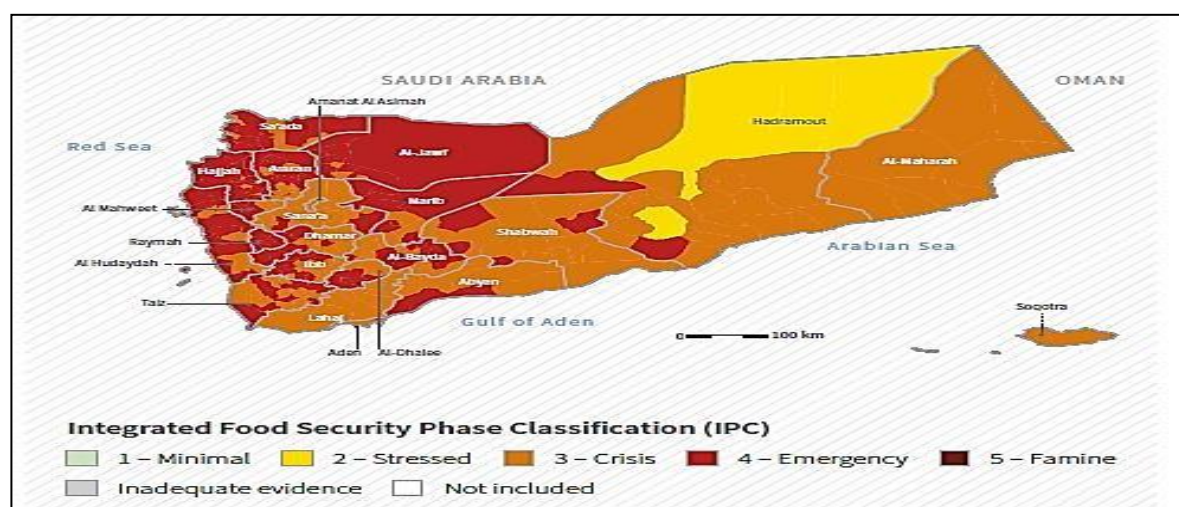 SAUDI ARABIA
OMAN
Amanat Al Asimah
Hadramout
Sa'ada
Red Sea
Al-Jawf
Al-Maharah
Hajjah
Amran
Marib
Al Mahweet
Sana'a
Shabwah
Dhamar
Raymah
Arabian Sea
Al-Bayda
Al Hudaydah
Ibb
Abyan
Taiz
Soqotra
Lahaj
Gulf of Aden
0 100 km
Aden
Al-Dhalee
Integrated Food Security Phase Classification (IPC)
1 – Minimal 2 – Stressed 3 – Crisis 4 – Emergency 5 – Famine
Inadequate evidence Not included